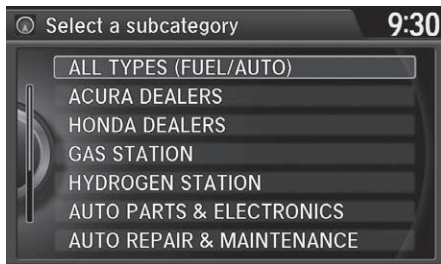 Select a subcategory 9:30
ALL TYPES (FUEL/AUTO)
ACURA DEALERS
HONDA DEALERS
GAS STATION
HYDROGEN STATION
AUTO PARTS & ELECTRONICS
AUTO REPAIR & MAINTENANCE